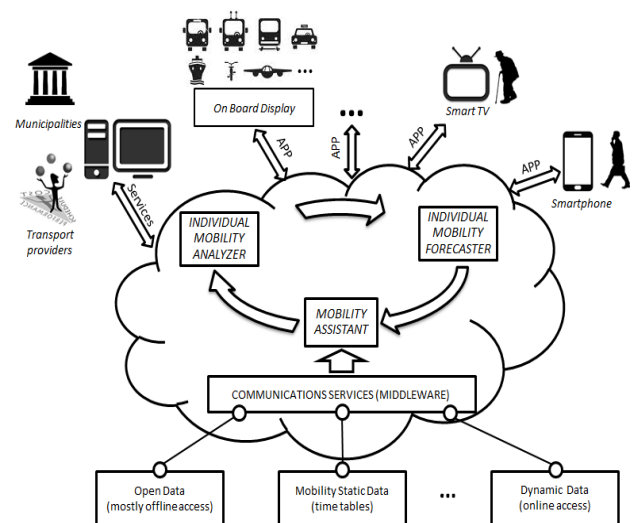 On Board Display
...
Smart TV
Municipalities
APP
APP
APP
APP
Services
Smartphone
Transport
providers
INDIVIDUAL
MOBILITY
ANALYZER
INDIVIDUAL
MOBILITY
FORECASTER
MOBILITY
ASSISTANT
COMMUNICATIONS SERVICES (MIDDLEWARE)
Open Data
(mostly offline access)
Mobility Static Data
(time tables)
...
Dynamic Data
(online access)